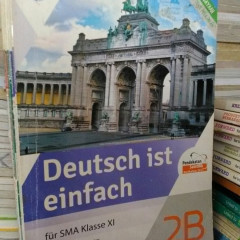 Deutsch ist
einfach
für SMA Klasse XI
2B